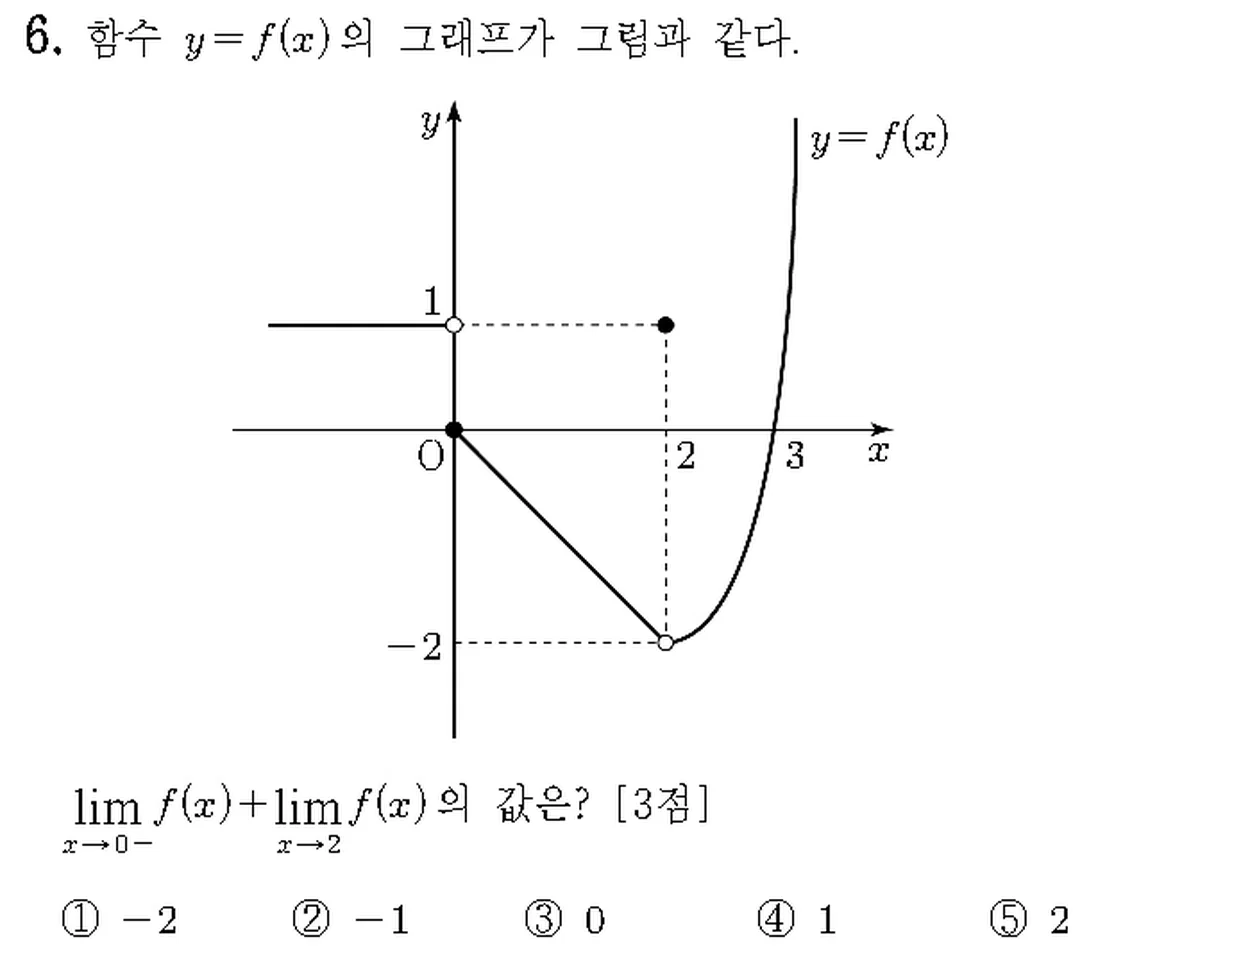 6. 함수 y=f(x)의 그래프가 그림과 같다.
y
y=f(x)
1
O
2
3
x
-2
lim f(x)+lim f(x)의 값은? [3점]
x→0- x→2
① -2 ② -1 ③ 0 ④ 1 ⑤ 2